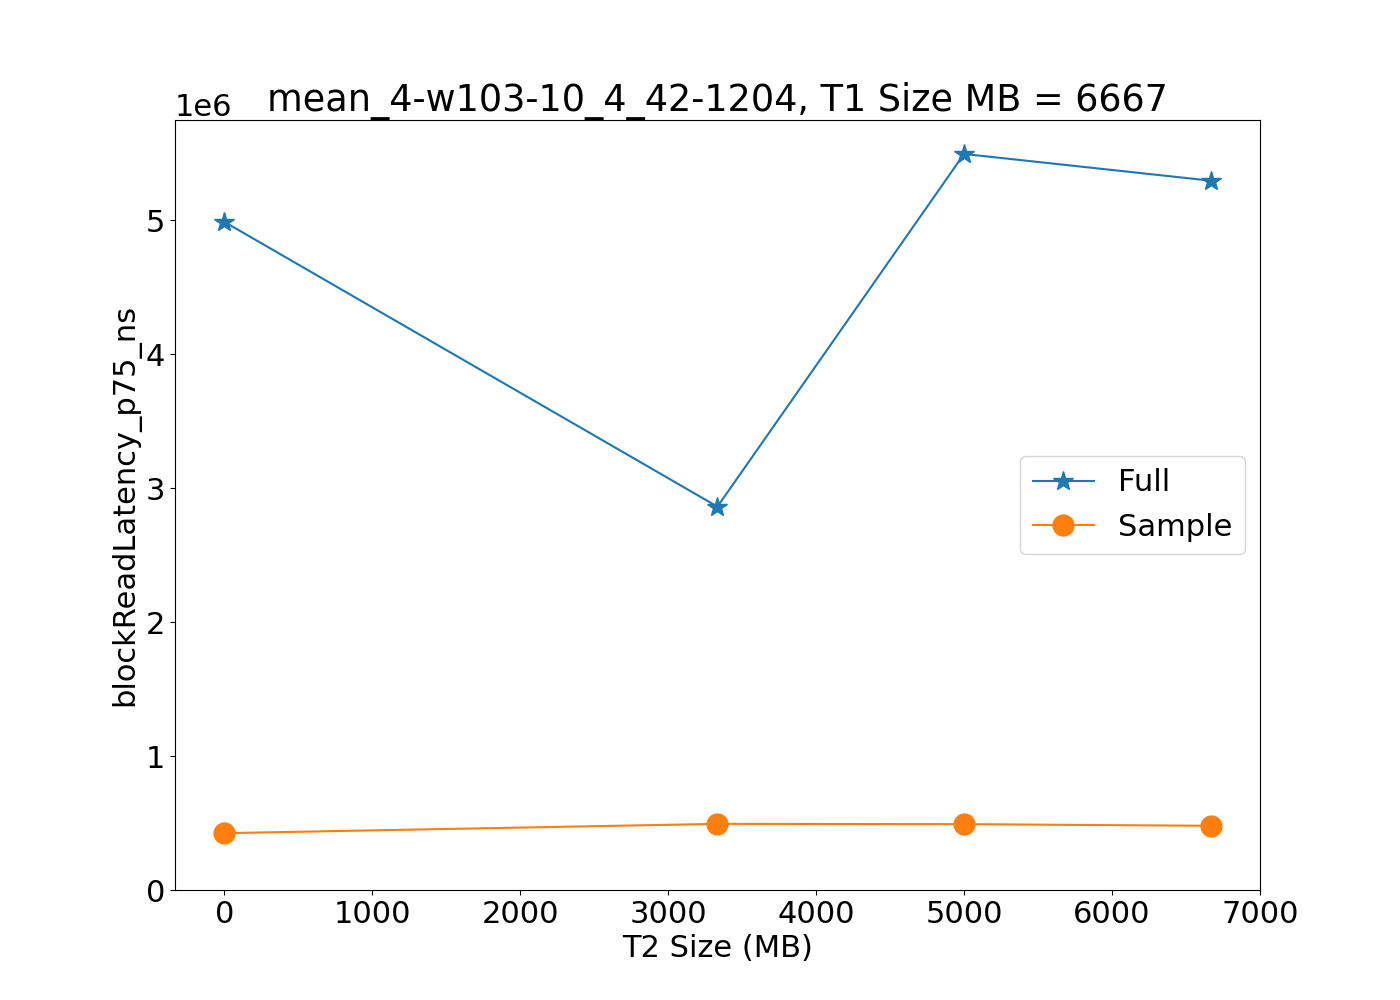 1e6
mean_4-w103-10_4_42-1204, T1 Size MB = 6667
blockReadLatency_p75_ns
5
4
3
2
1
0
Full
Sample
0 1000 2000 3000 4000 5000 6000 7000
T2 Size (MB)